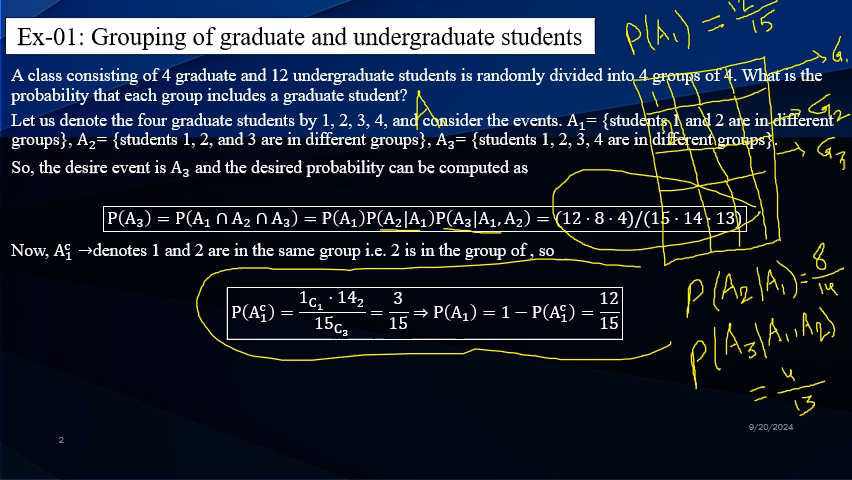 Ex-01: Grouping of graduate and undergraduate students
P(A₁) = 12/15
A class consisting of 4 graduate and 12 undergraduate students is randomly divided into 4 groups of 4. What is the
probability that each group includes a graduate student?
Let us denote the four graduate students by 1, 2, 3, 4, and consider the events. A₁= {students 1 and 2 are in different
groups}, A₂= {students 1, 2, and 3 are in different groups}, A₃= {students 1, 2, 3, 4 are in different groups}.
G₂
G₃
So, the desire event is A₃ and the desired probability can be computed as
P(A₃) = P(A₁ ∩ A₂ ∩ A₃) = P(A₁)P(A₂|A₁)P(A₃|A₁, A₂) = (12 · 8 · 4)/(15 · 14 · 13)
Now, A₁ᶜ →denotes 1 and 2 are in the same group i.e. 2 is in the group of , so
P(A₁ᶜ) = (1_C₁ · 14₂)/(15_C₃) = 3/15 ⇒ P(A₁) = 1 − P(A₁ᶜ) = 12/15
P(A₂|A₁) = 8/14
P(A₃|A₁,A₂)
= 4/13
9/20/2024
2